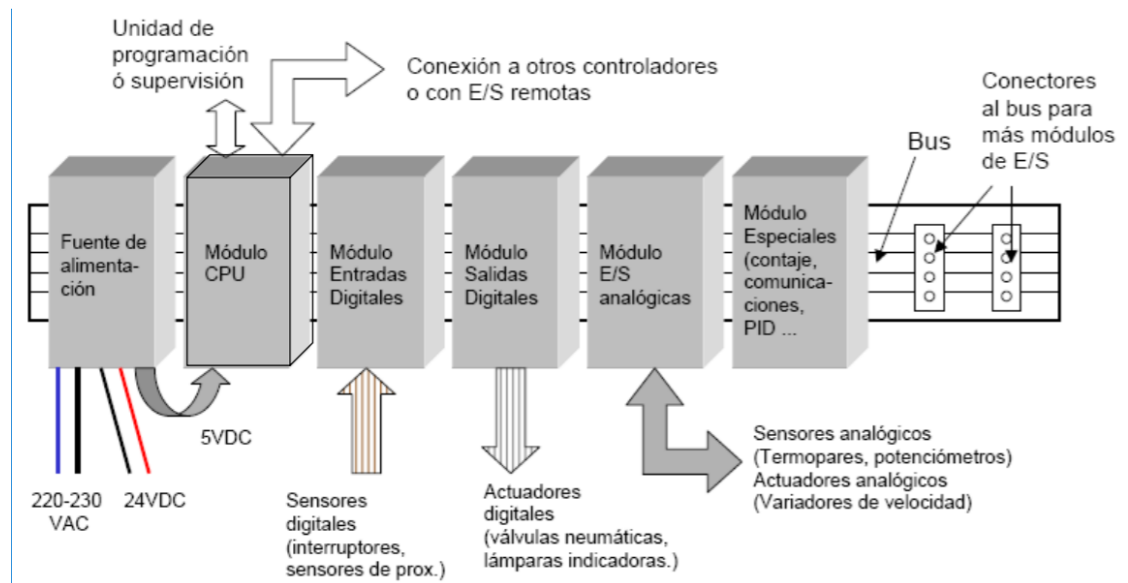 Unidad de
programación
ó supervisión
Conexión a otros controladores
o con E/S remotas
Conectores
al bus para
más módulos
de E/S
Bus
Fuente de
alimenta-
ción
Módulo
CPU
Módulo
Entradas
Digitales
Módulo
Salidas
Digitales
Módulo
E/S
analógicas
Módulo
Especiales
(contaje,
comunica-
ciones,
PID ...
5VDC
220-230
VAC
24VDC
Sensores
digitales
(interruptores,
sensores de prox.)
Actuadores
digitales
(válvulas neumáticas,
lámparas indicadoras.)
Sensores analógicos
(Termopares, potenciómetros)
Actuadores analógicos
(Variadores de velocidad)